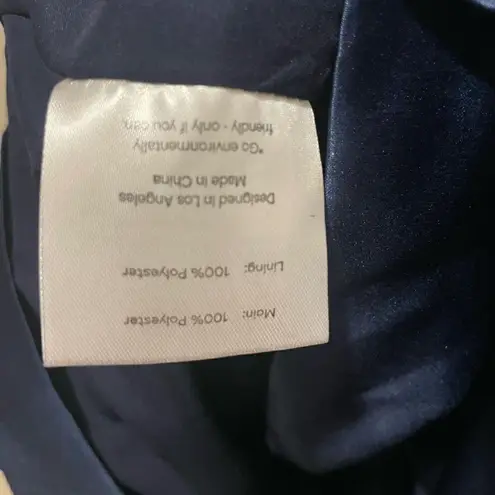 Main: 100% Polyester
Lining: 100% Polyester
Designed in Los Angeles
Made in China
*Go environmentally
friendly - only if you can.